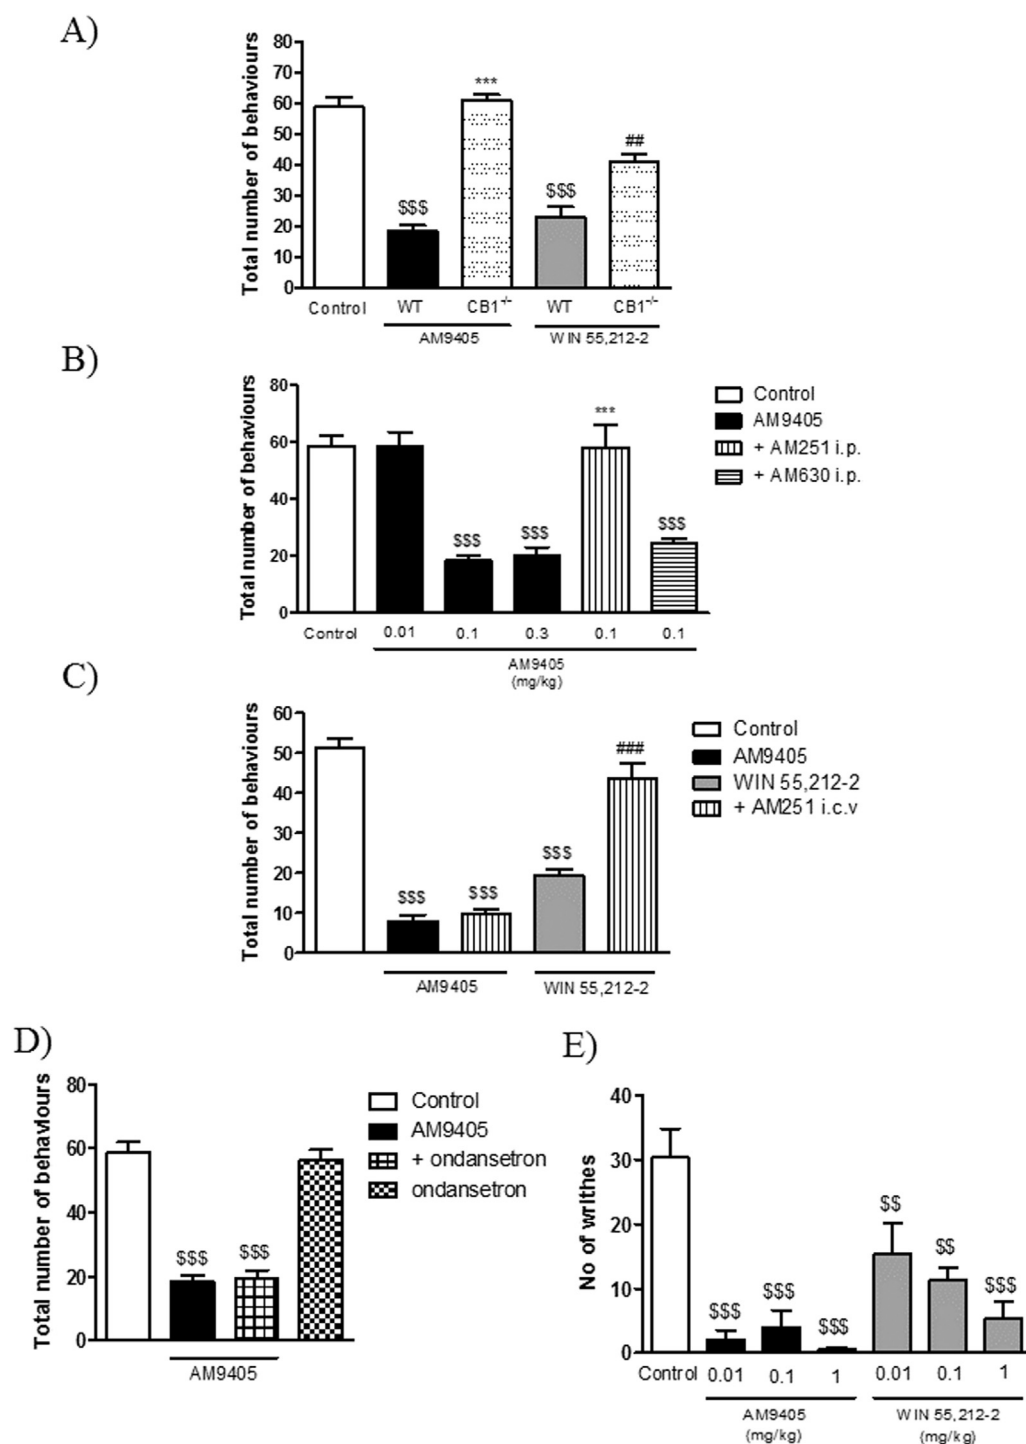 A)
Total number of behaviours
80
70
60
50
40
30
20
10
0
$$$
***
$$$
##
Control
WT
CB1-/-
WT
CB1-/-
AM9405
WIN 55,212-2
B)
Total number of behaviours
80
60
40
20
0
$$$
$$$
***
$$$
Control
AM9405
+ AM251 i.p.
+ AM630 i.p.
Control
0.01
0.1
0.3
0.1
0.1
AM9405
(mg/kg)
C)
Total number of behaviours
60
50
40
30
20
10
0
$$$
$$$
$$$
###
Control
AM9405
WIN 55,212-2
+ AM251 i.c.v
AM9405
WIN 55,212-2
D)
Total number of behaviours
80
60
40
20
0
$$$
$$$
Control
AM9405
+ ondansetron
ondansetron
AM9405
E)
No of writhes
40
30
20
10
0
$$$
$$$
$$$
$$
$$
$$$
Control
0.01
0.1
1
0.01
0.1
1
AM9405
(mg/kg)
WIN 55,212-2
(mg/kg)